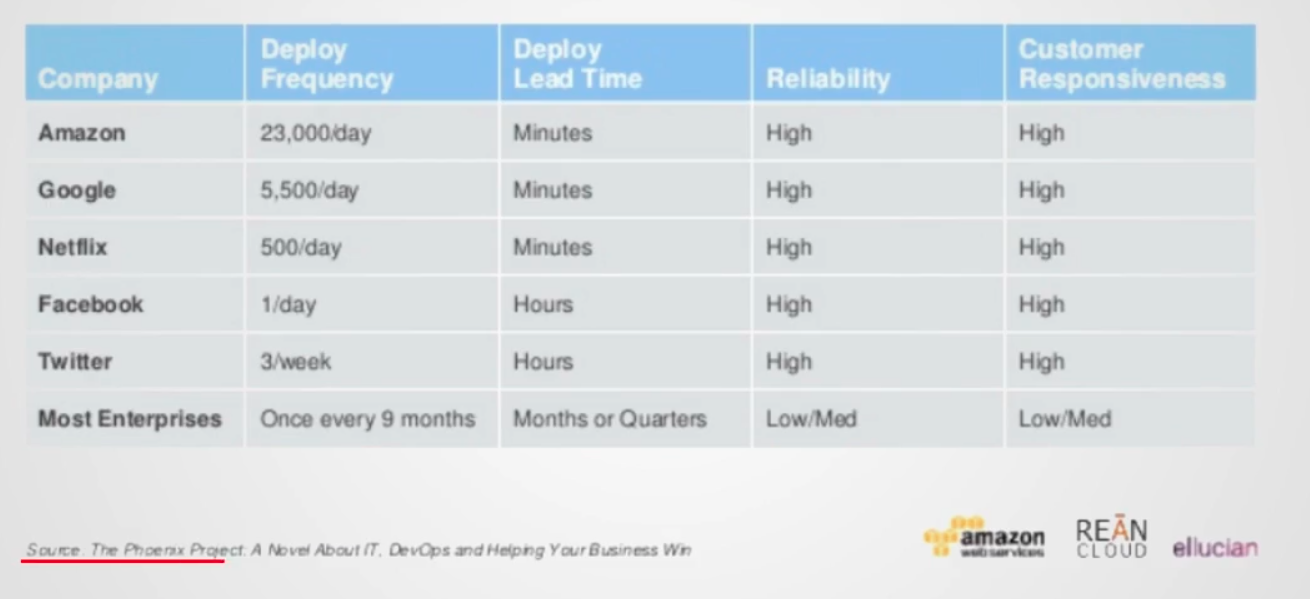 Company Deploy Frequency Deploy Lead Time Reliability Customer Responsiveness
Amazon 23,000/day Minutes High High
Google 5,500/day Minutes High High
Netflix 500/day Minutes High High
Facebook 1/day Hours High High
Twitter 3/week Hours High High
Most Enterprises Once every 9 months Months or Quarters Low/Med Low/Med
Source: The Phoenix Project: A Novel About IT, DevOps and Helping Your Business Win
amazon
webservices
REĀN
CLOUD
ellucian